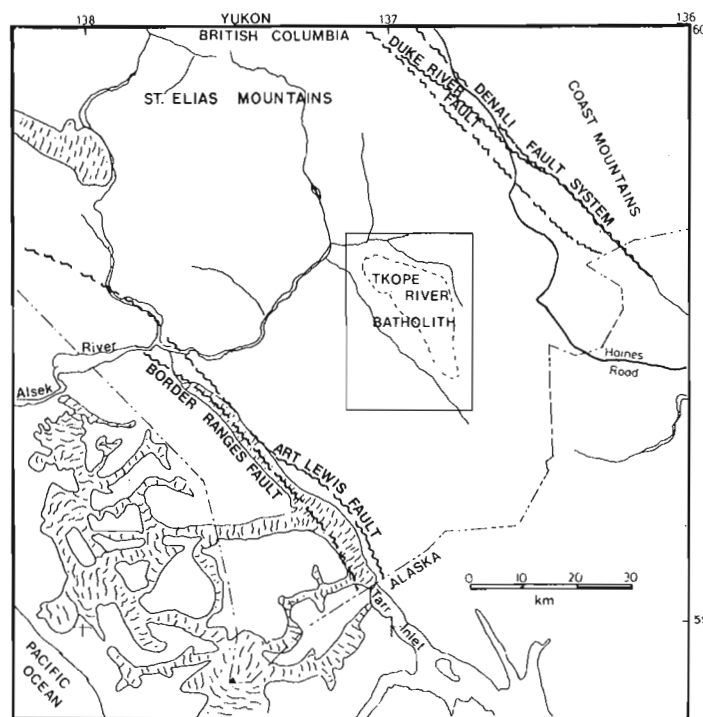 138
YUKON
137
136
60
BRITISH COLUMBIA
ST. ELIAS MOUNTAINS
DUKE RIVER
FAULT
DENALI
FAULT SYSTEM
COAST MOUNTAINS
TKOPE
RIVER
BATHOLITH
River
Alsek
Haines
Road
BORDER RANGES FAULT
ART LEWIS FAULT
ALASKA
0 10 20 30
km
Tarr Inlet
59
PACIFIC
OCEAN